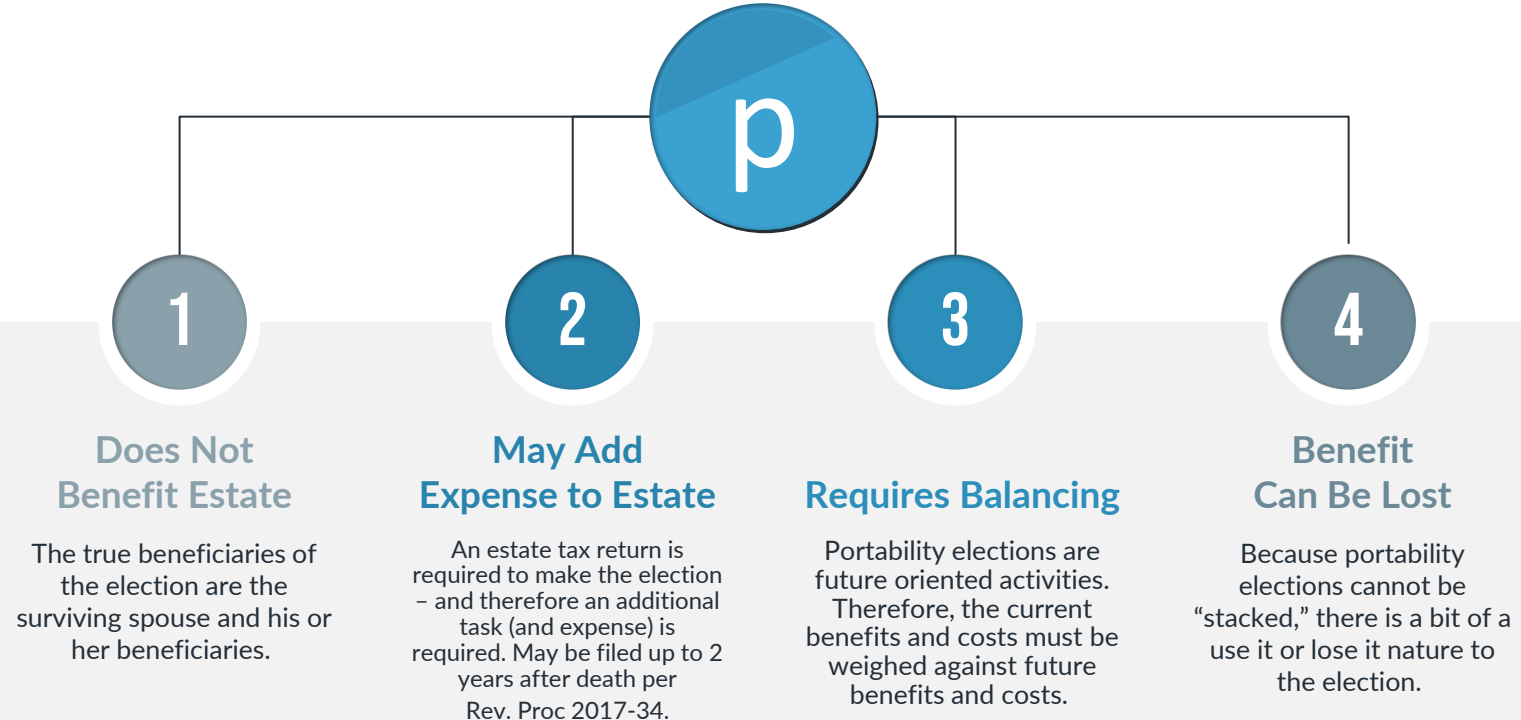 p
1
Does Not
Benefit Estate
The true beneficiaries of
the election are the
surviving spouse and his or
her beneficiaries.
2
May Add
Expense to Estate
An estate tax return is
required to make the election
– and therefore an additional
task (and expense) is
required. May be filed up to 2
years after death per
Rev. Proc 2017-34.
3
Requires Balancing
Portability elections are
future oriented activities.
Therefore, the current
benefits and costs must be
weighed against future
benefits and costs.
4
Benefit
Can Be Lost
Because portability
elections cannot be
“stacked,” there is a bit of a
use it or lose it nature to
the election.